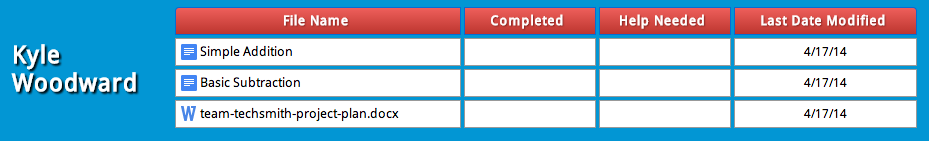 File Name Completed Help Needed Last Date Modified
Kyle
Woodward
Simple Addition 4/17/14
Basic Subtraction 4/17/14
W team-techsmith-project-plan.docx 4/17/14